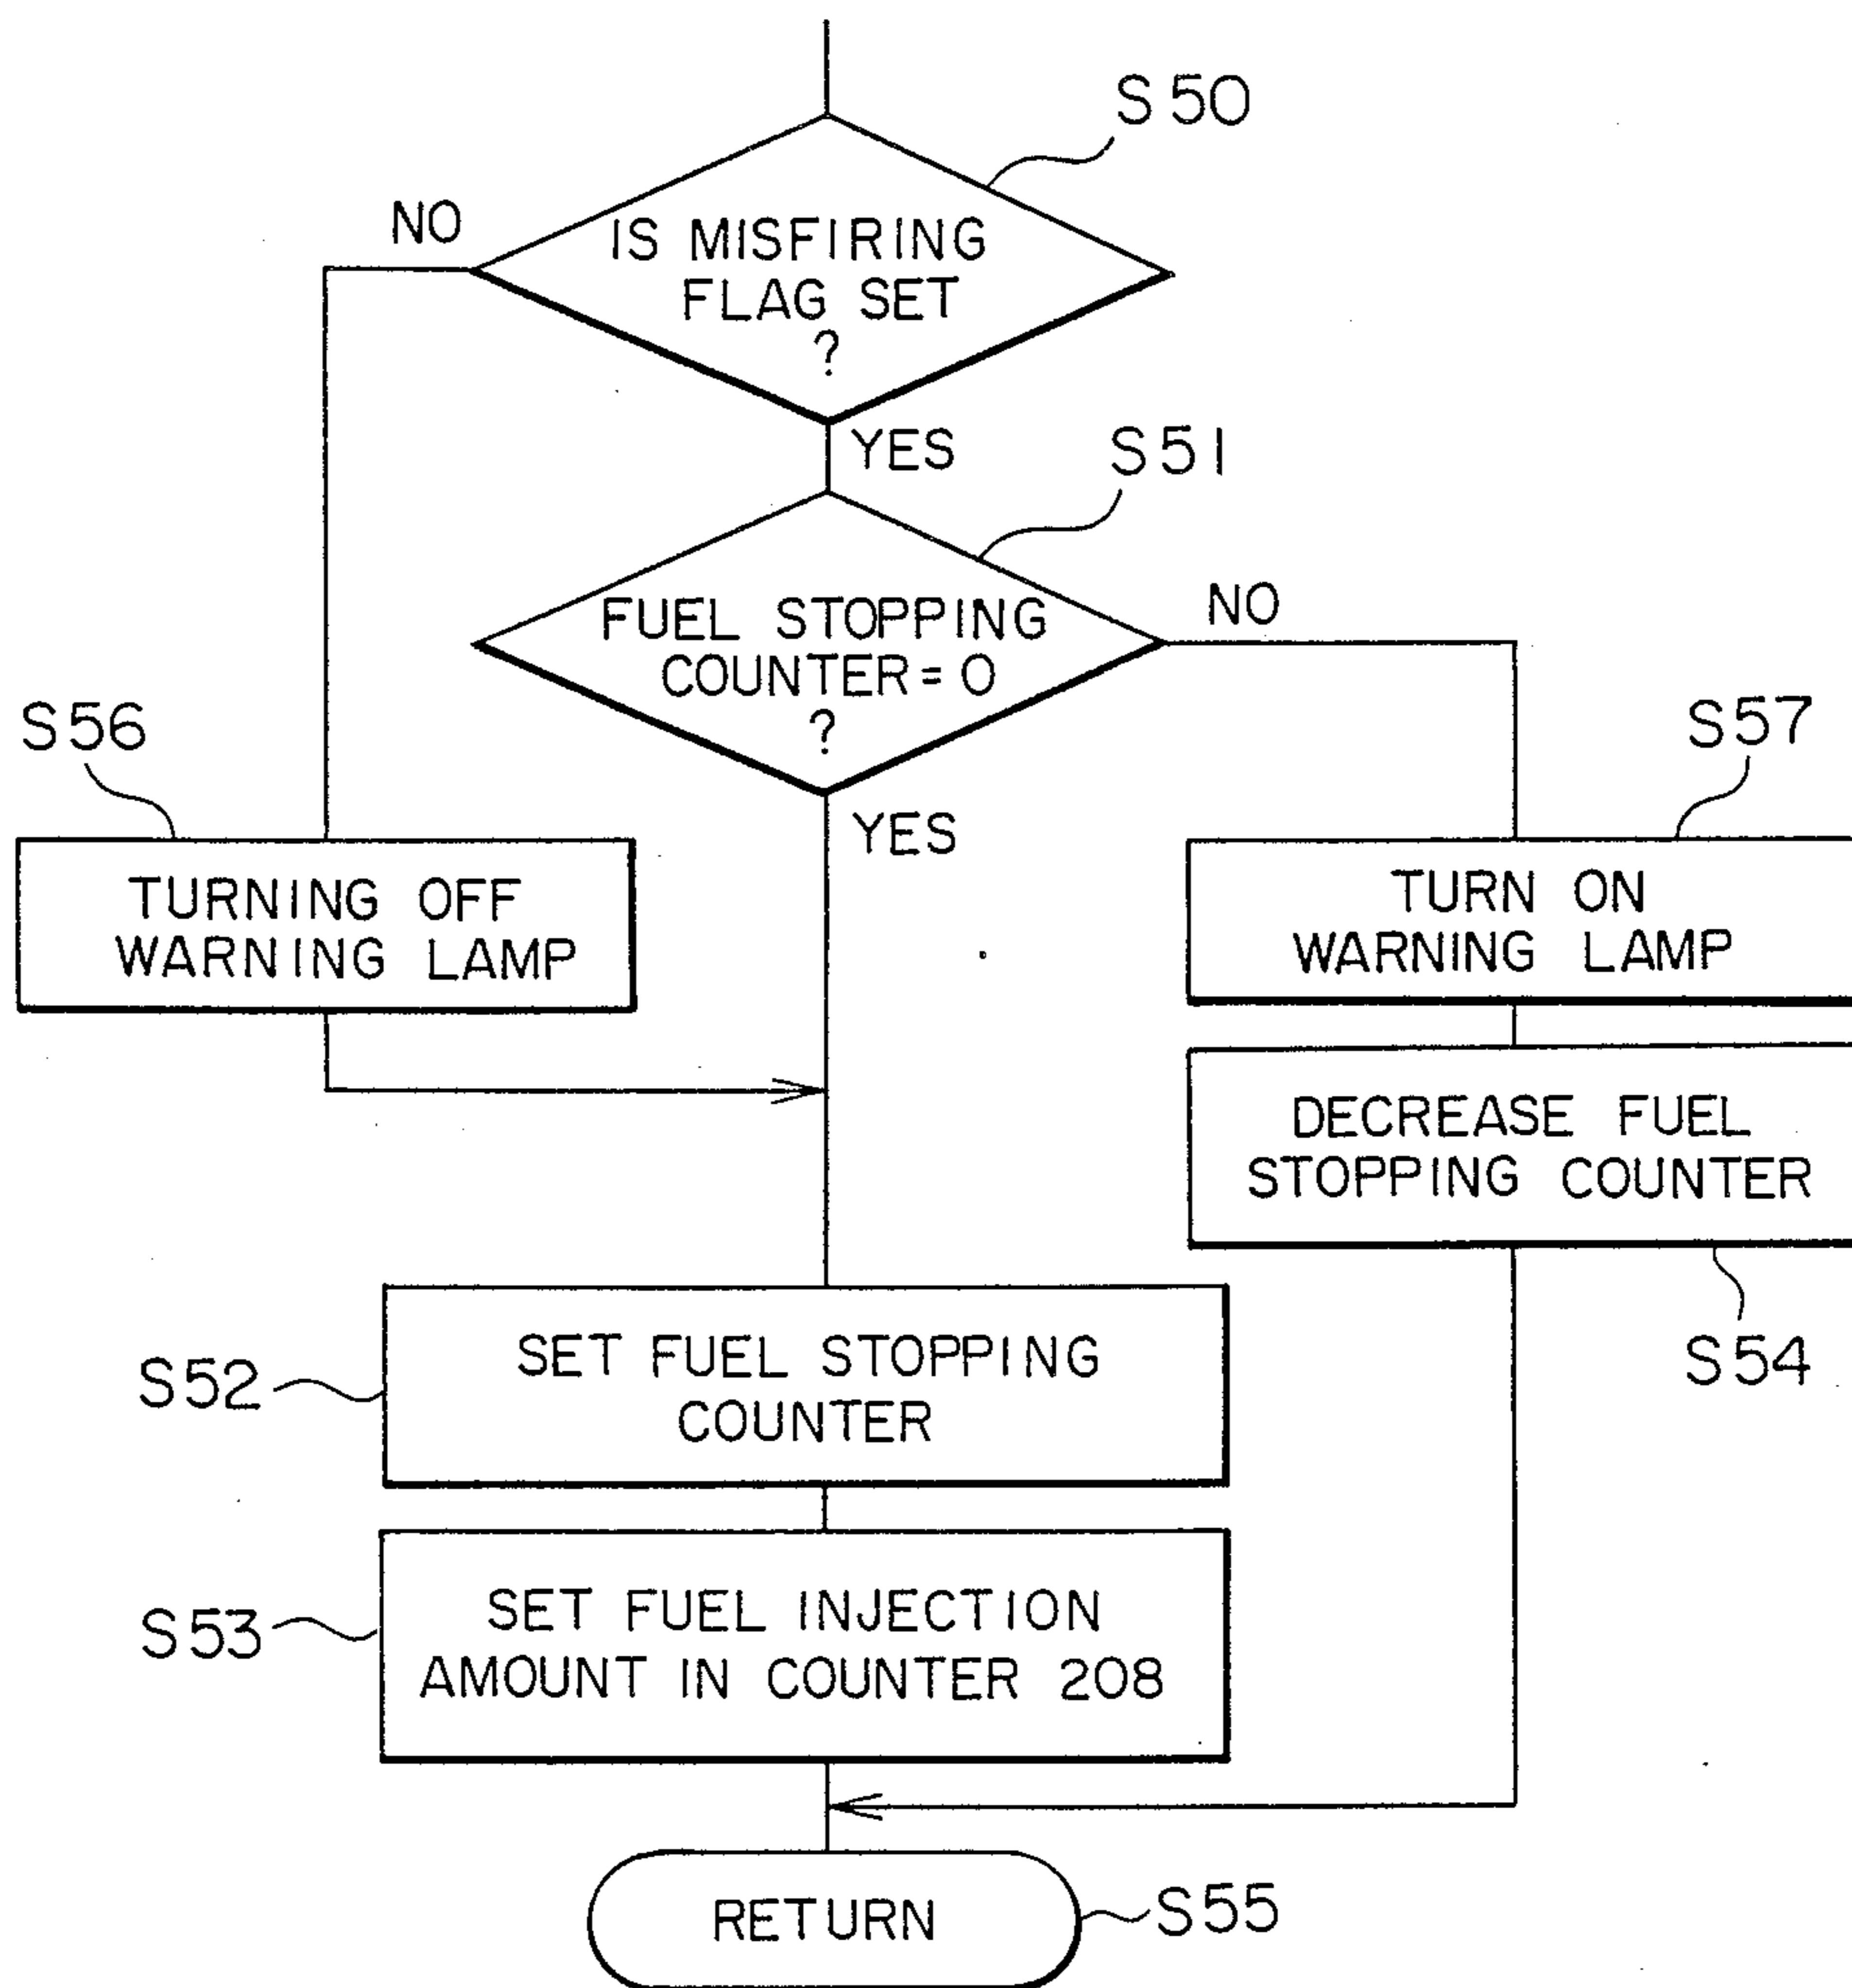 S50
NO
IS MISFIRING
FLAG SET
?
YES
S51
FUEL STOPPING
COUNTER = 0
?
NO
YES
S56
TURNING OFF
WARNING LAMP
S57
TURN ON
WARNING LAMP
DECREASE FUEL
STOPPING COUNTER
S54
S52
SET FUEL STOPPING
COUNTER
S53
SET FUEL INJECTION
AMOUNT IN COUNTER 208
RETURN
S55